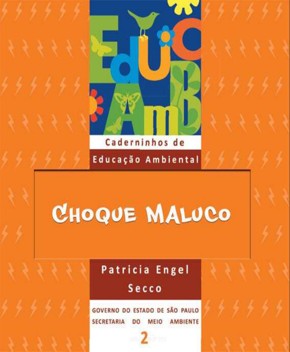 EDUC
AMB
Caderninhos de
Educação Ambiental
CHOQUE MALUCO
Patricia Engel
Secco
GOVERNO DO ESTADO DE SÃO PAULO
SECRETARIA DO MEIO AMBIENTE
2